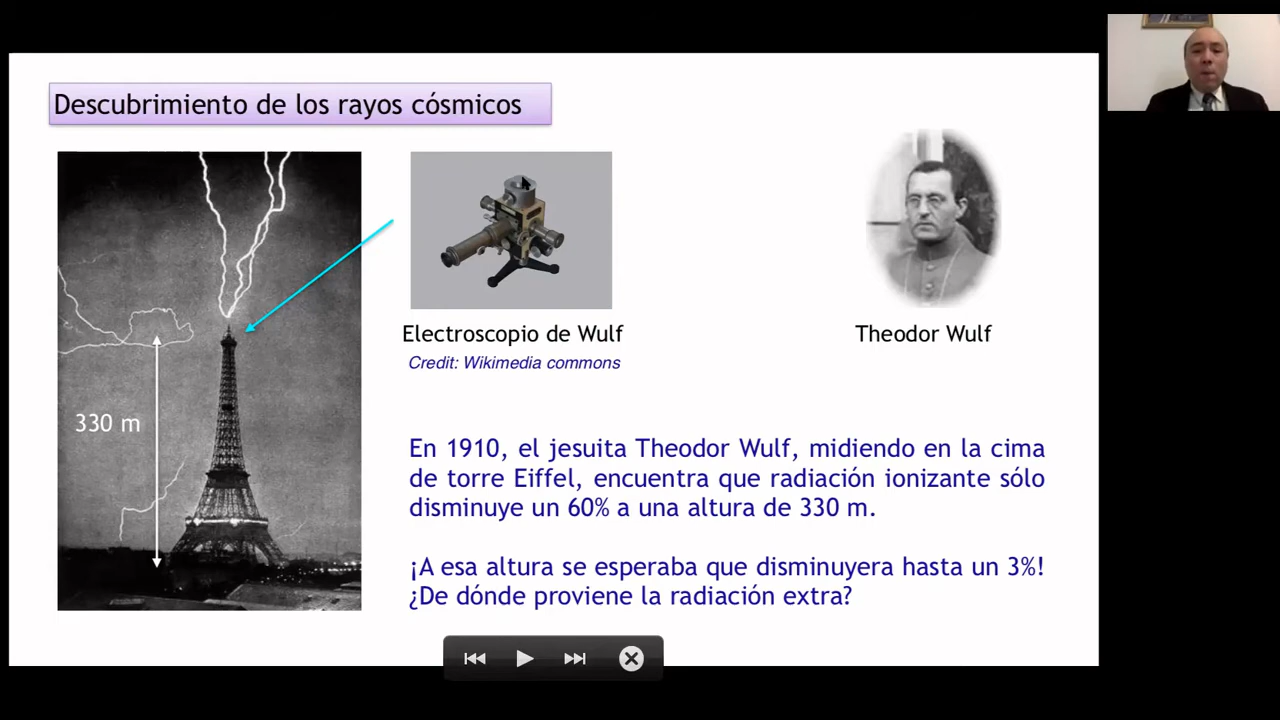 Descubrimiento de los rayos cósmicos
330 m
Electroscopio de Wulf
Credit: Wikimedia commons
Theodor Wulf
En 1910, el jesuita Theodor Wulf, midiendo en la cima
de torre Eiffel, encuentra que radiación ionizante sólo
disminuye un 60% a una altura de 330 m.
¡A esa altura se esperaba que disminuyera hasta un 3%!
¿De dónde proviene la radiación extra?